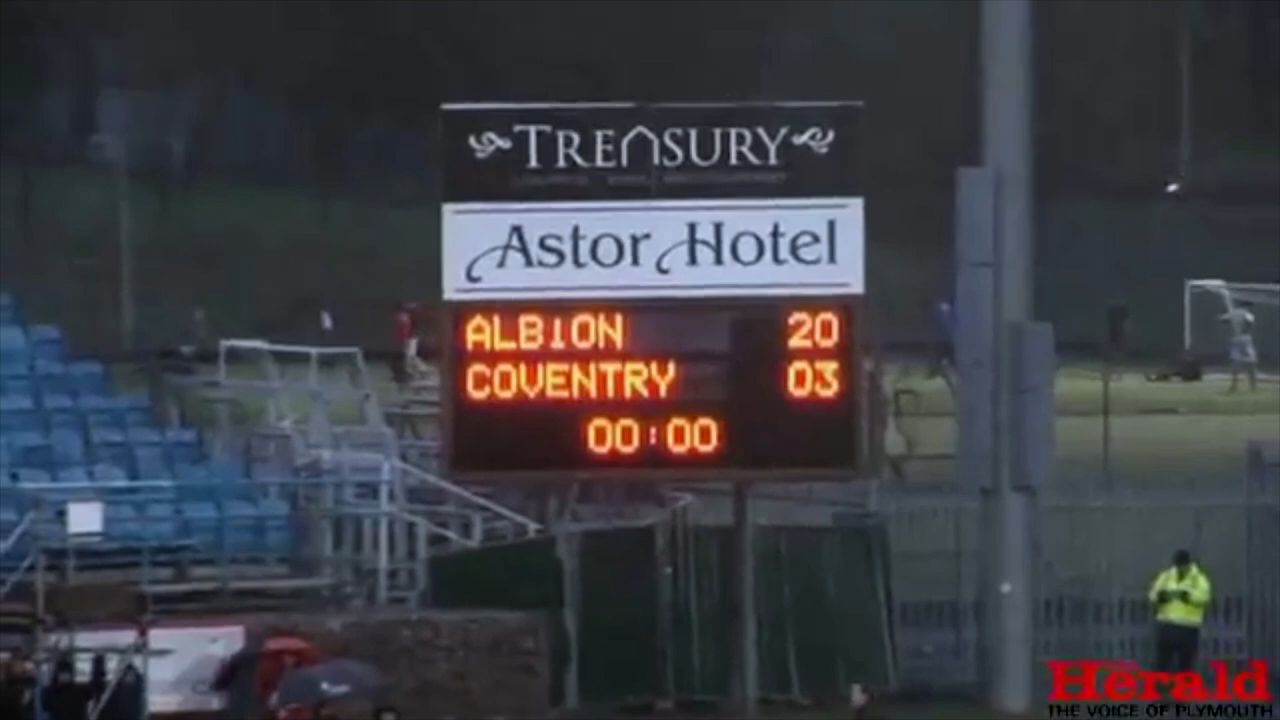 TREASURY
Astor Hotel
ALBION 20
COVENTRY 03
00:00
Herald
THE VOICE OF PLYMOUTH